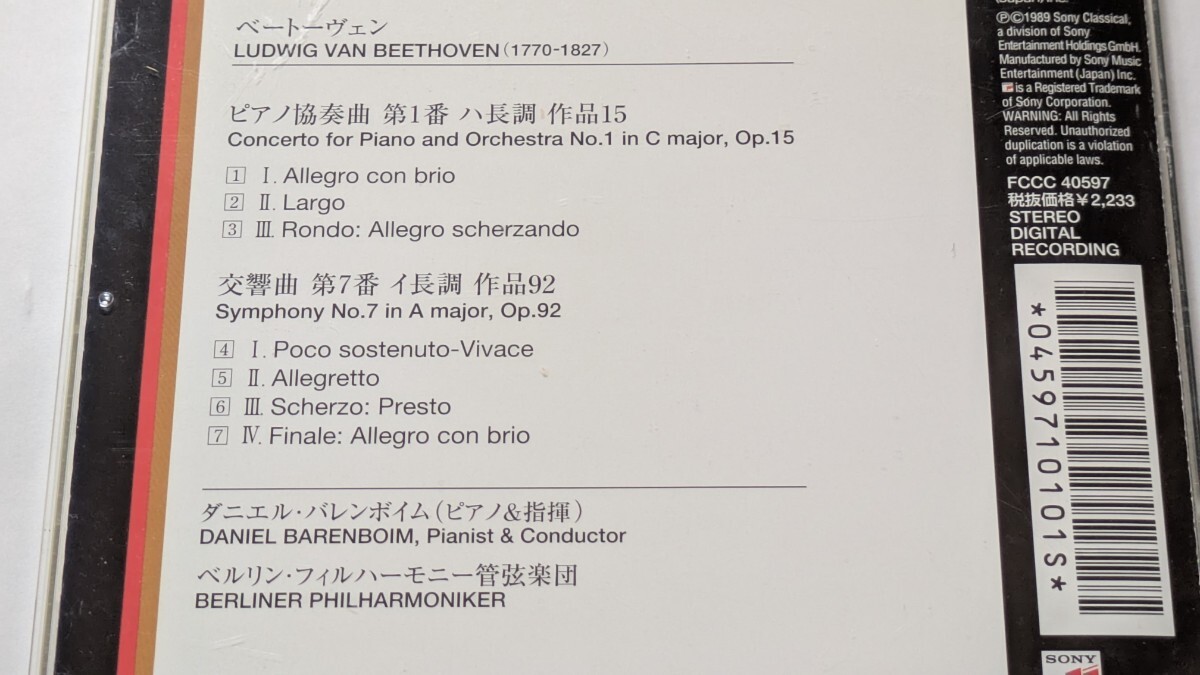 ベートーヴェン
LUDWIG VAN BEETHOVEN(1770-1827)
ピアノ協奏曲 第1番 ハ長調 作品15
Concerto for Piano and Orchestra No.1 in C major, Op.15
1 I. Allegro con brio
2 II. Largo
3 III. Rondo: Allegro scherzando
交響曲 第7番 イ長調 作品92
Symphony No.7 in A major, Op.92
4 I. Poco sostenuto-Vivace
5 II. Allegretto
6 III. Scherzo: Presto
7 IV. Finale: Allegro con brio
ダニエル・バレンボイム(ピアノ&指揮)
DANIEL BARENBOIM, Pianist & Conductor
ベルリン・フィルハーモニー管弦楽団
BERLINER PHILHARMONIKER
(Japan) Inc.
℗©1989 Sony Classical,
a division of Sony
Entertainment Holdings GmbH.
Manufactured by Sony Music
Entertainment (Japan) Inc.
is a Registered Trademark
of Sony Corporation.
WARNING: All Rights
Reserved. Unauthorized
duplication is a violation
of applicable laws.
FCCC 40597
税抜価格¥2,233
STEREO
DIGITAL
RECORDING
*0459710101S*
SONY